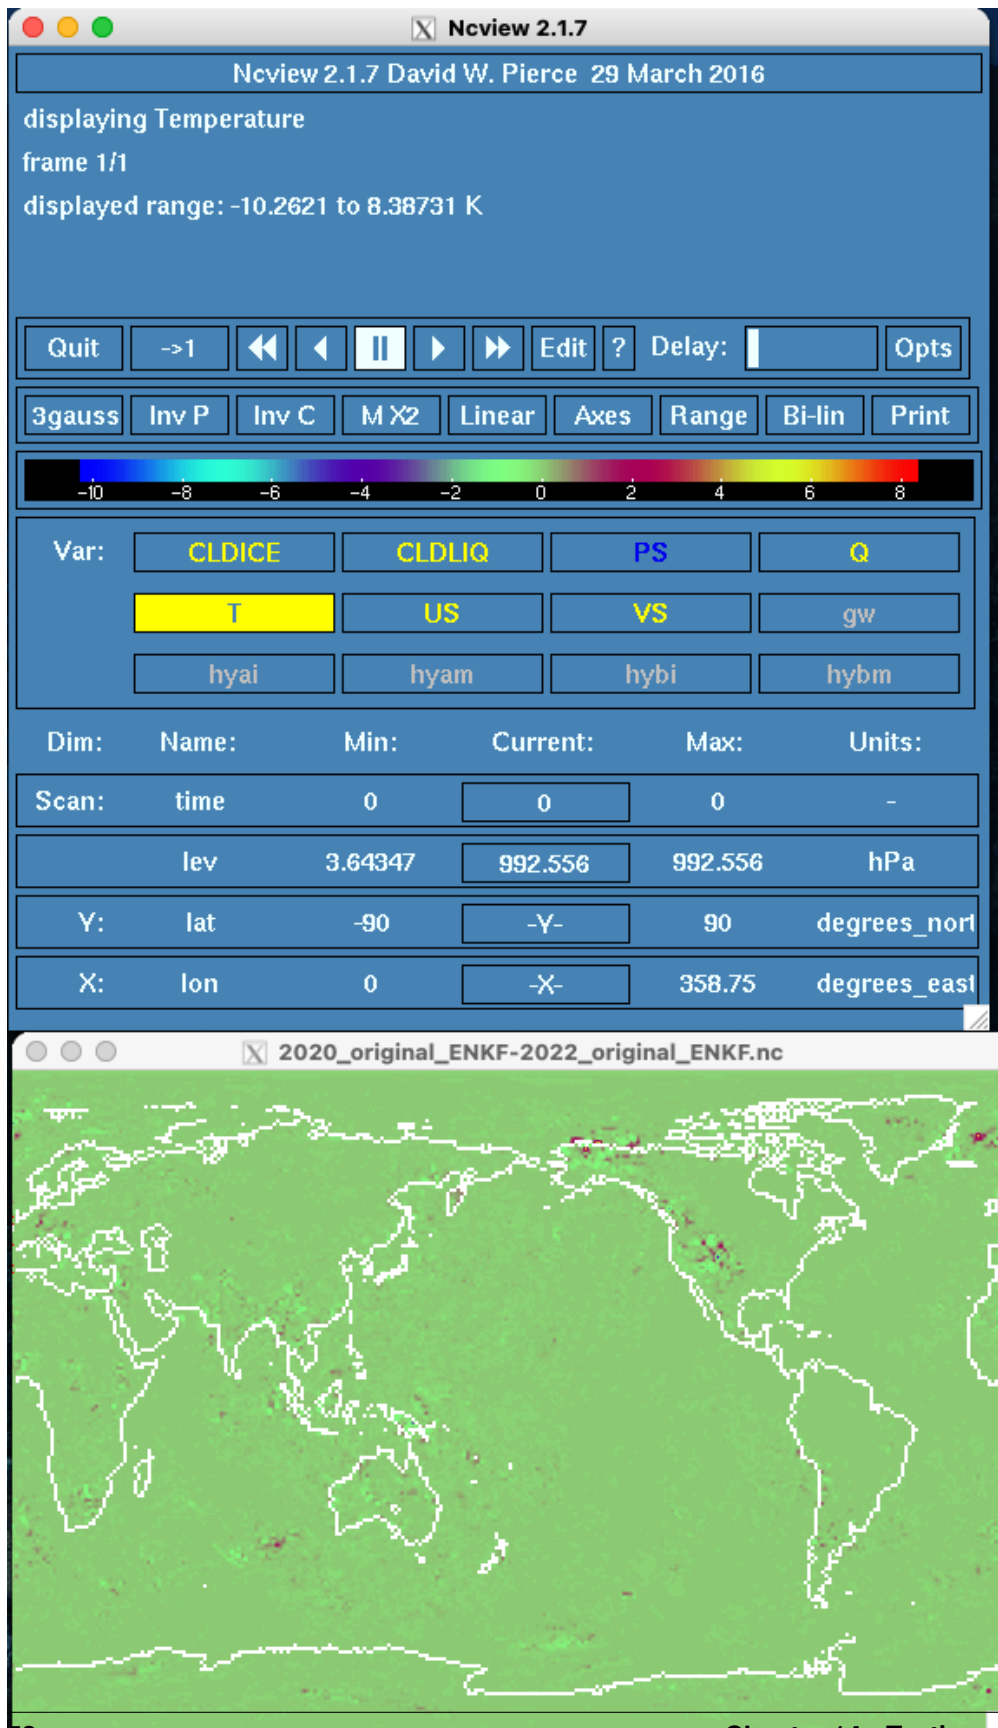 Ncview 2.1.7
Ncview 2.1.7 David W. Pierce 29 March 2016
displaying Temperature
frame 1/1
displayed range: -10.2621 to 8.38731 K
Quit ->1 Edit ? Delay: Opts
3gauss Inv P Inv C M X2 Linear Axes Range Bi-lin Print
-10 -8 -6 -4 -2 0 2 4 6 8
Var: CLDICE CLDLIQ PS Q
T US VS gw
hyai hyam hybi hybm
Dim: Name: Min: Current: Max: Units:
Scan: time 0 0 0 -
lev 3.64347 992.556 992.556 hPa
Y: lat -90 -Y- 90 degrees_nort
X: lon 0 -X- 358.75 degrees_east
2020_original_ENKF-2022_original_ENKF.nc